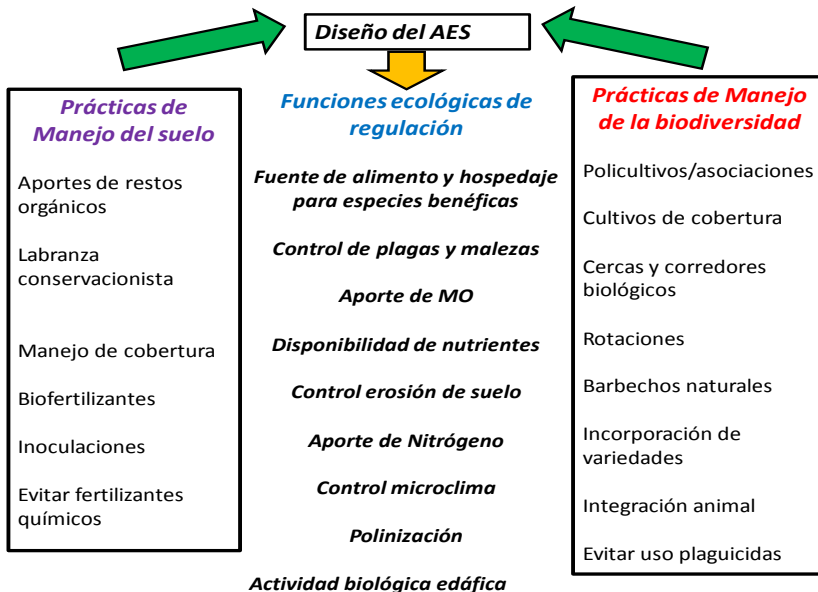 Diseño del AES
Prácticas de
Manejo del suelo
Aportes de restos
orgánicos
Labranza
conservacionista
Manejo de cobertura
Biofertilizantes
Inoculaciones
Evitar fertilizantes
químicos
Funciones ecológicas de
regulación
Fuente de alimento y hospedaje
para especies benéficas
Control de plagas y malezas
Aporte de MO
Disponibilidad de nutrientes
Control erosión de suelo
Aporte de Nitrógeno
Control microclima
Polinización
Actividad biológica edáfica
Prácticas de Manejo
de la biodiversidad
Policultivos/asociaciones
Cultivos de cobertura
Cercas y corredores
biológicos
Rotaciones
Barbechos naturales
Incorporación de
variedades
Integración animal
Evitar uso plaguicidas